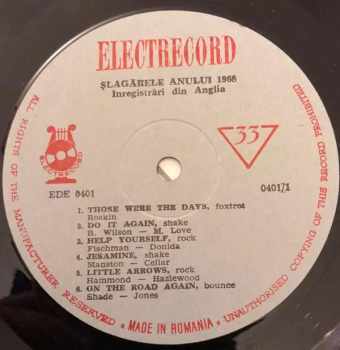 ELECTRECORD
ŞLAGĂRELE ANULUI 1968
Inregistrări din Anglia
33
EDE 0401
0401/I
1. THOSE WERE THE DAYS, foxtrot
Raskin
2. DO IT AGAIN, shake
B. Wilson — M. Love
3. HELP YOURSELF, rock
Fischman — Donida
4. JESAMINE, shake
Manston — Cellar
5. LITTLE ARROWS, rock
Hammond — Hazlewood
6. ON THE ROAD AGAIN, bounce
Shade — Jones
ALL RIGHTS OF THE MANUFACTURER RESERVED * MADE IN ROMANIA * UNAUTHORISED COPYING OF THIS RECORD PROHIBITED